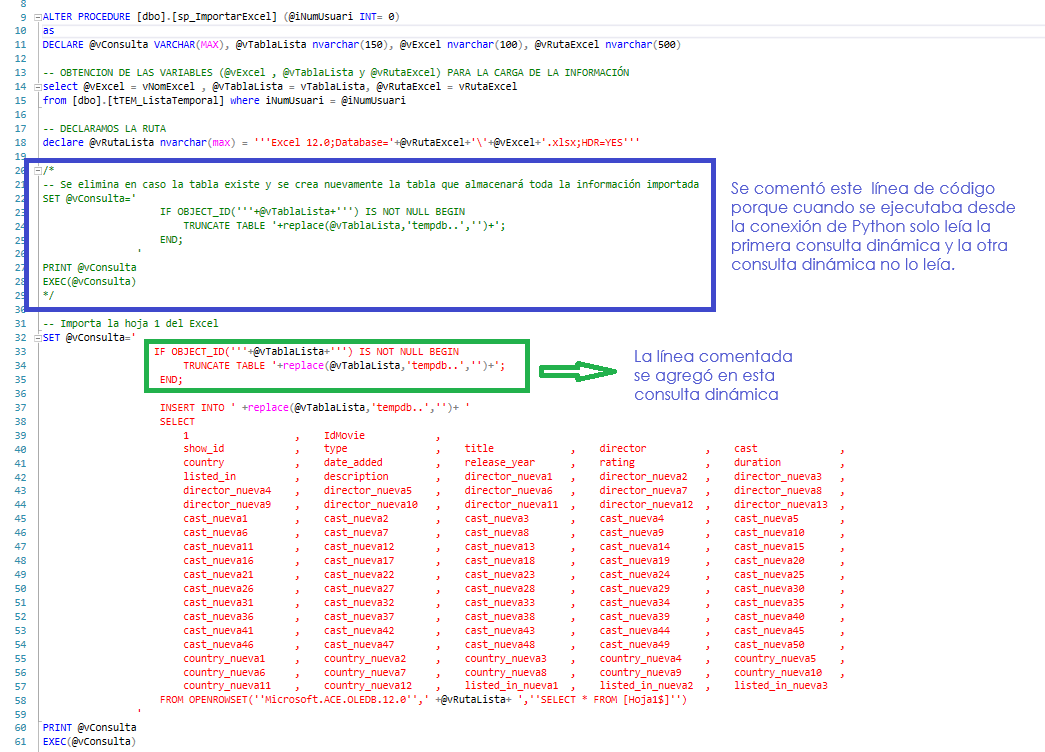 8
9 ALTER PROCEDURE [dbo].[sp_ImportarExcel] (@iNumUsuari INT= 0)
10 as
11 DECLARE @vConsulta VARCHAR(MAX), @vTablaLista nvarchar(150), @vExcel nvarchar(100), @vRutaExcel nvarchar(500)
12
13 -- OBTENCION DE LAS VARIABLES (@vExcel , @vTablaLista y @vRutaExcel) PARA LA CARGA DE LA INFORMACIÓN
14 select @vExcel = vNomExcel , @vTablaLista = vTablaLista, @vRutaExcel = vRutaExcel
15 from [dbo].[tTEM_ListaTemporal] where iNumUsuari = @iNumUsuari
16
17 -- DECLARAMOS LA RUTA
18 declare @vRutaLista nvarchar(max) = '''Excel 12.0;Database='+@vRutaExcel+'\'+@vExcel+'.xlsx;HDR=YES'''
19
20 /*
21 -- Se elimina en caso la tabla existe y se crea nuevamente la tabla que almacenará toda la información importada
22 SET @vConsulta='
23 IF OBJECT_ID('''+@vTablaLista+''') IS NOT NULL BEGIN
24 TRUNCATE TABLE '+replace(@vTablaLista,'tempdb..','')+';
25 END;
26 '
27 PRINT @vConsulta
28 EXEC(@vConsulta)
29 */
Se comentó este línea de código
porque cuando se ejecutaba desde
la conexión de Python solo leía la
primera consulta dinámica y la otra
consulta dinámica no lo leía.
30
31 -- Importa la hoja 1 del Excel
32 SET @vConsulta='
33 IF OBJECT_ID('''+@vTablaLista+''') IS NOT NULL BEGIN
34 TRUNCATE TABLE '+replace(@vTablaLista,'tempdb..','')+';
35 END;
La línea comentada
se agregó en esta
consulta dinámica
36
37 INSERT INTO ' +replace(@vTablaLista,'tempdb..','')+ '
38 SELECT
39 1 , IdMovie ,
40 show_id , type , title , director , cast ,
41 country , date_added , release_year , rating , duration ,
42 listed_in , description , director_nueva1 , director_nueva2 , director_nueva3 ,
43 director_nueva4 , director_nueva5 , director_nueva6 , director_nueva7 , director_nueva8 ,
44 director_nueva9 , director_nueva10 , director_nueva11 , director_nueva12 , director_nueva13 ,
45 cast_nueva1 , cast_nueva2 , cast_nueva3 , cast_nueva4 , cast_nueva5 ,
46 cast_nueva6 , cast_nueva7 , cast_nueva8 , cast_nueva9 , cast_nueva10 ,
47 cast_nueva11 , cast_nueva12 , cast_nueva13 , cast_nueva14 , cast_nueva15 ,
48 cast_nueva16 , cast_nueva17 , cast_nueva18 , cast_nueva19 , cast_nueva20 ,
49 cast_nueva21 , cast_nueva22 , cast_nueva23 , cast_nueva24 , cast_nueva25 ,
50 cast_nueva26 , cast_nueva27 , cast_nueva28 , cast_nueva29 , cast_nueva30 ,
51 cast_nueva31 , cast_nueva32 , cast_nueva33 , cast_nueva34 , cast_nueva35 ,
52 cast_nueva36 , cast_nueva37 , cast_nueva38 , cast_nueva39 , cast_nueva40 ,
53 cast_nueva41 , cast_nueva42 , cast_nueva43 , cast_nueva44 , cast_nueva45 ,
54 cast_nueva46 , cast_nueva47 , cast_nueva48 , cast_nueva49 , cast_nueva50 ,
55 country_nueva1 , country_nueva2 , country_nueva3 , country_nueva4 , country_nueva5 ,
56 country_nueva6 , country_nueva7 , country_nueva8 , country_nueva9 , country_nueva10 ,
57 country_nueva11 , country_nueva12 , listed_in_nueva1 , listed_in_nueva2 , listed_in_nueva3
58 FROM OPENROWSET(''Microsoft.ACE.OLEDB.12.0'',' +@vRutaLista+ ',''SELECT * FROM [Hoja1$]'')
59 '
60 PRINT @vConsulta
61 EXEC(@vConsulta)